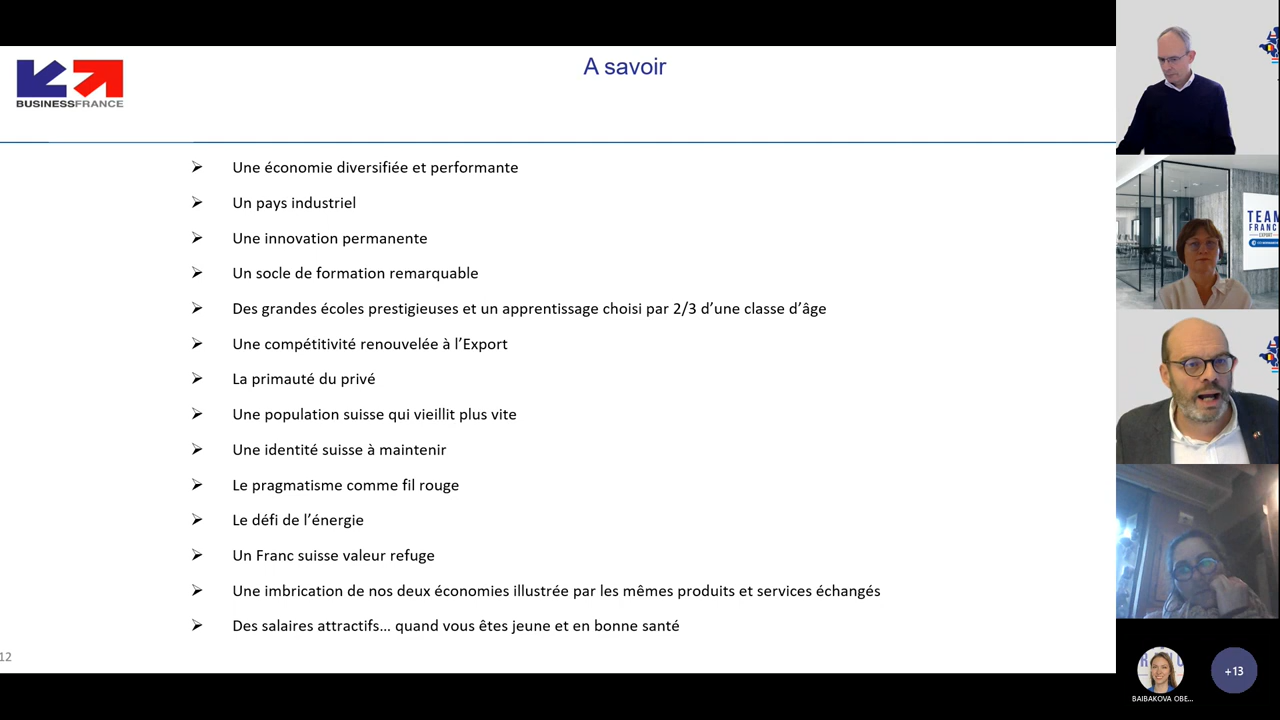 A savoir
BUSINESSFRANCE
Une économie diversifiée et performante
Un pays industriel
Une innovation permanente
Un socle de formation remarquable
Des grandes écoles prestigieuses et un apprentissage choisi par 2/3 d’une classe d’âge
Une compétitivité renouvelée à l’Export
La primauté du privé
Une population suisse qui vieillit plus vite
Une identité suisse à maintenir
Le pragmatisme comme fil rouge
Le défi de l’énergie
Un Franc suisse valeur refuge
Une imbrication de nos deux économies illustrée par les mêmes produits et services échangés
Des salaires attractifs... quand vous êtes jeune et en bonne santé
12
TEAM
FRANC
EXPORT
+13
BAIBAKOVA OBE...